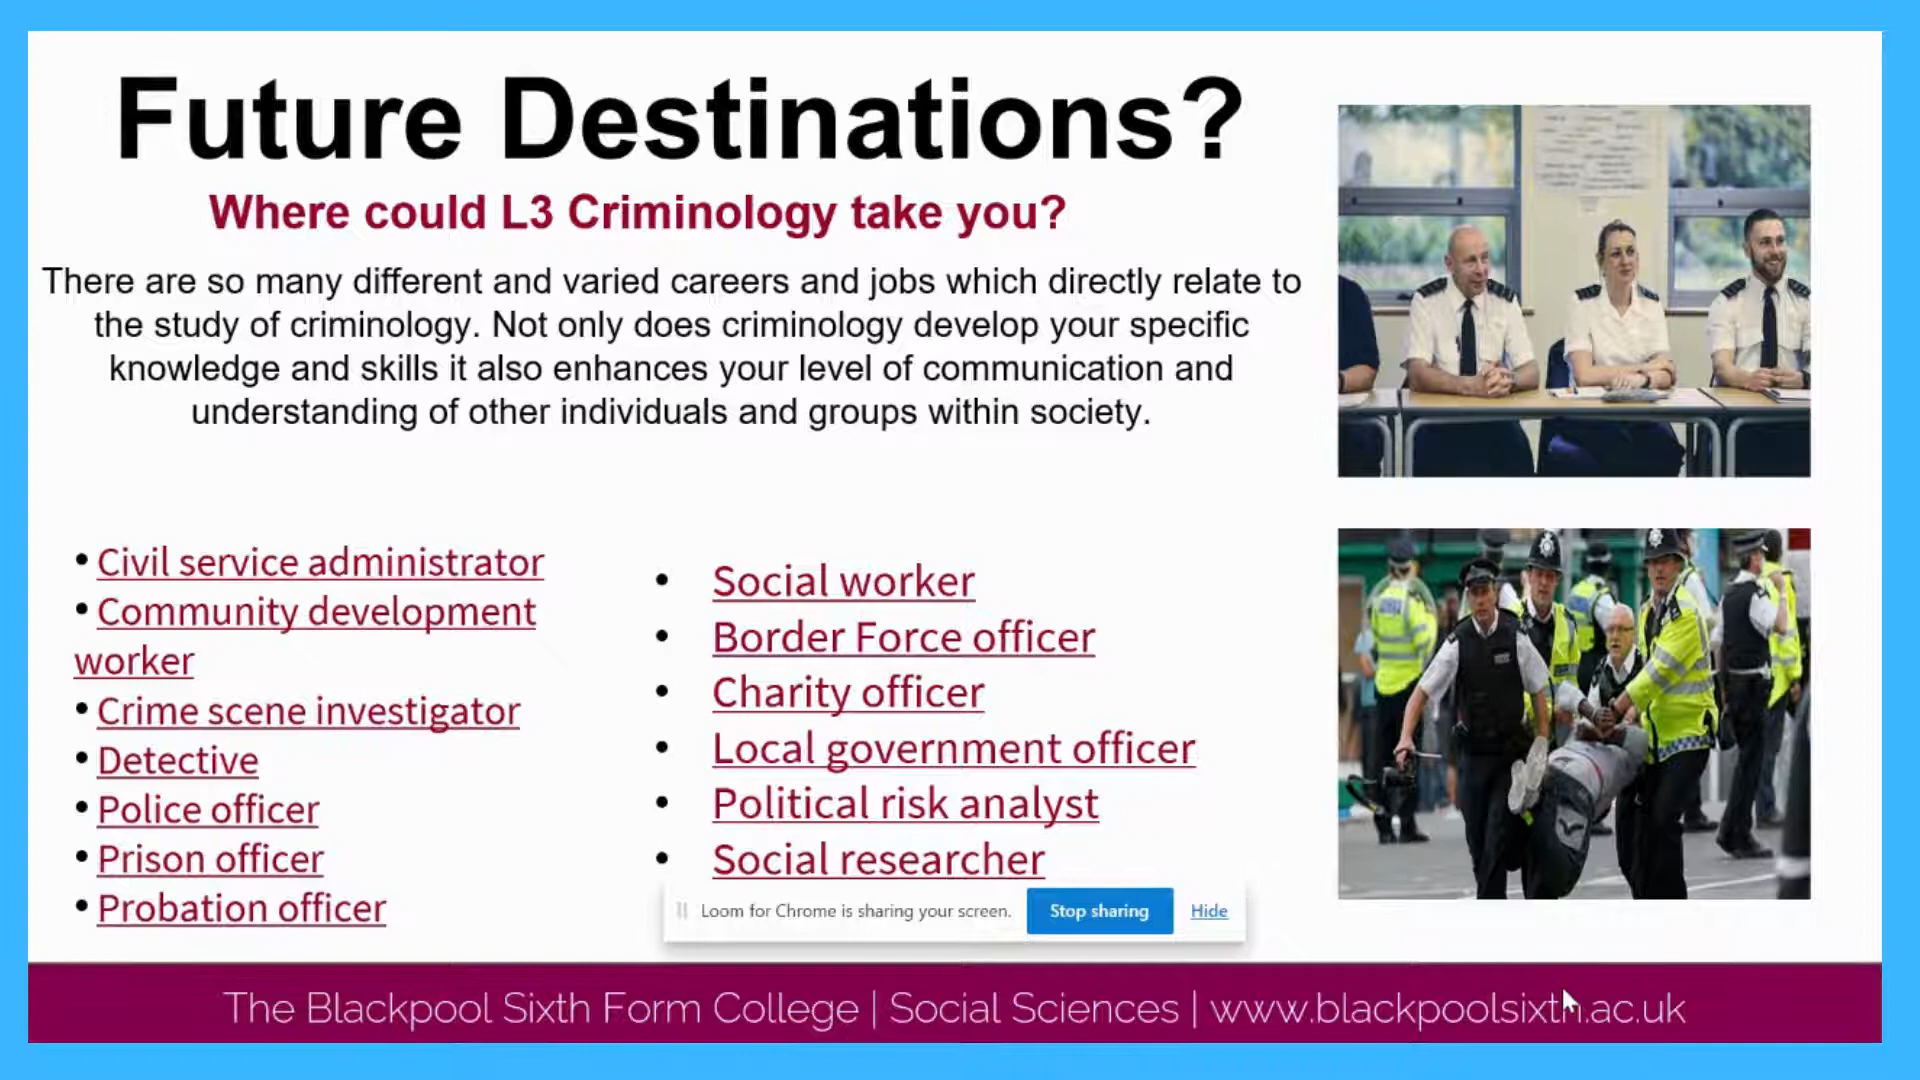 Future Destinations?
Where could L3 Criminology take you?
There are so many different and varied careers and jobs which directly relate to
the study of criminology. Not only does criminology develop your specific
knowledge and skills it also enhances your level of communication and
understanding of other individuals and groups within society.
• Civil service administrator
• Community development
worker
• Crime scene investigator
• Detective
• Police officer
• Prison officer
• Probation officer
• Social worker
• Border Force officer
• Charity officer
• Local government officer
• Political risk analyst
• Social researcher
Loom for Chrome is sharing your screen. Stop sharing Hide
The Blackpool Sixth Form College | Social Sciences | www.blackpoolsixth.ac.uk